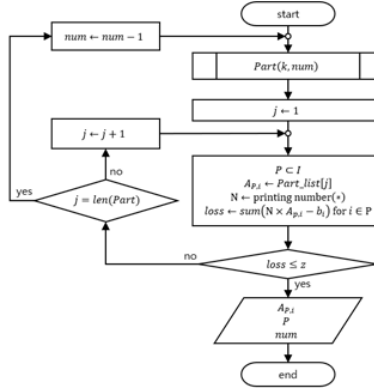 start
num ← num − 1
Part(k, num)
j ← 1
j ← j + 1
P ⊂ I
A_{P,i} ← Part_list[j]
N ← printing number(∗)
loss ← sum(N × A_{p,i} − b_i) for i ∈ P
no
yes
j = len(Part)
no
loss ≤ z
yes
A_{P,i}
P
num
end